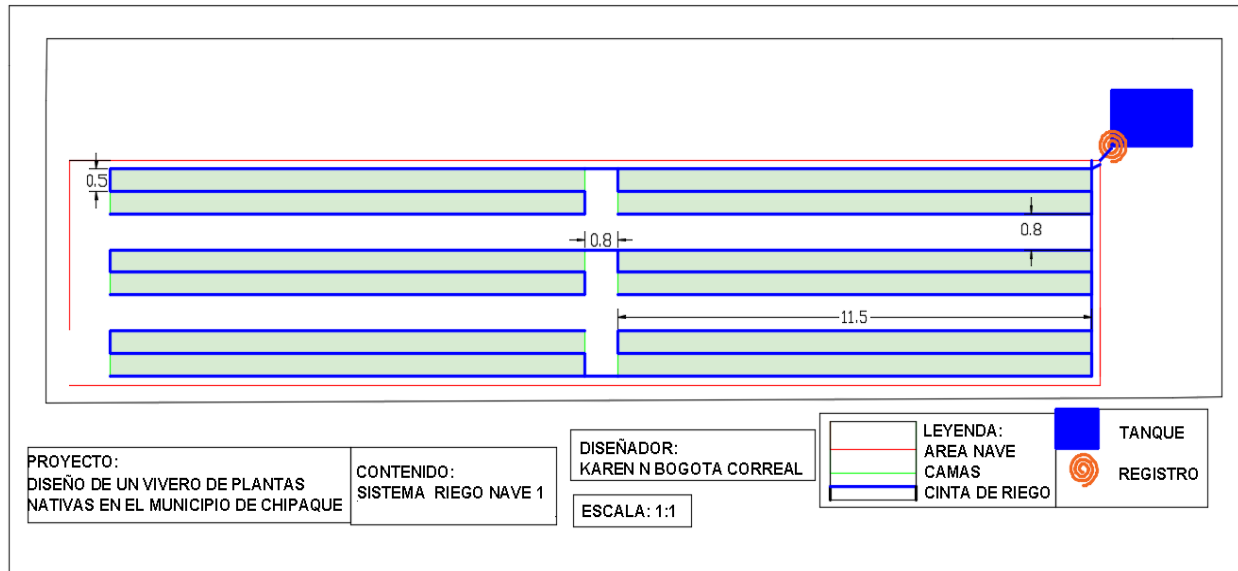 0.5
0.8
0.8
11.5
PROYECTO:
DISEÑO DE UN VIVERO DE PLANTAS
NATIVAS EN EL MUNICIPIO DE CHIPAQUE
CONTENIDO:
SISTEMA RIEGO NAVE 1
DISEÑADOR:
KAREN N BOGOTA CORREAL
ESCALA: 1:1
LEYENDA:
AREA NAVE
CAMAS
CINTA DE RIEGO
TANQUE
REGISTRO